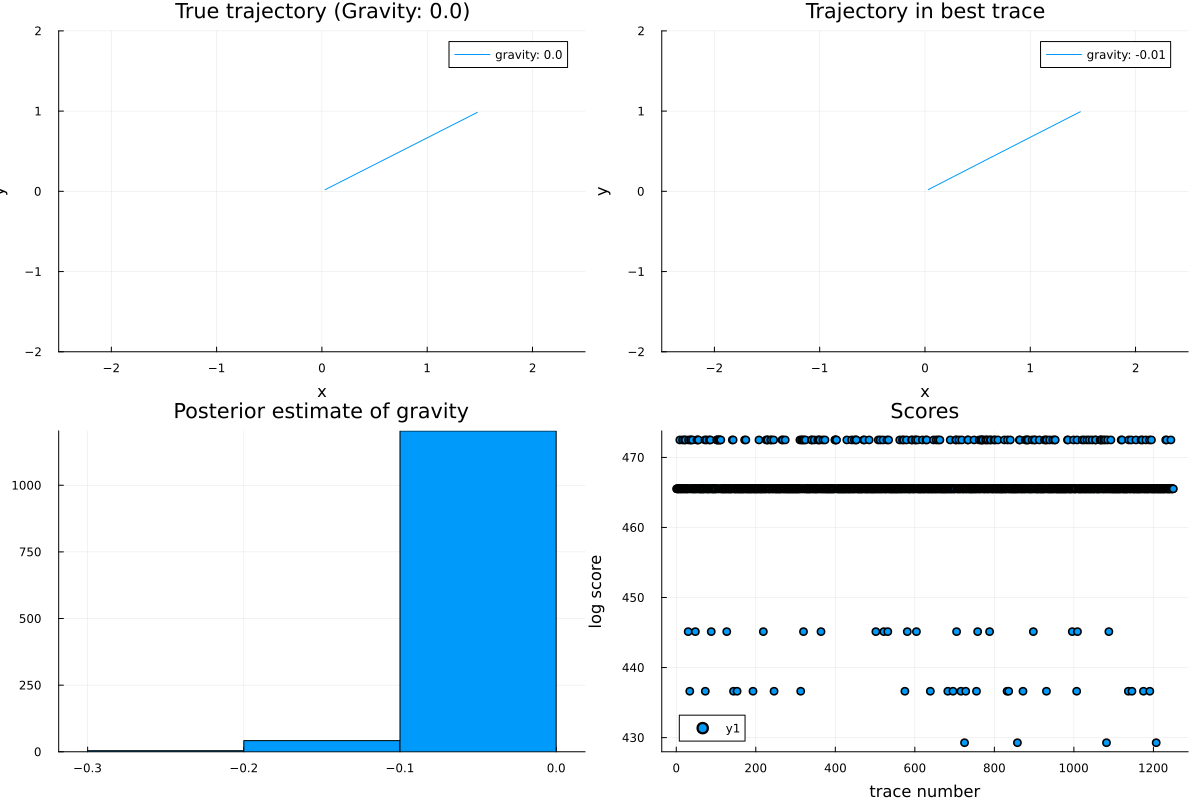 True trajectory (Gravity: 0.0)
gravity: 0.0
2
1
0
−1
−2
y
−2 −1 0 1 2
x
Trajectory in best trace
gravity: -0.01
2
1
0
−1
−2
y
−2 −1 0 1 2
x
Posterior estimate of gravity
1000
750
500
250
0
−0.3 −0.2 −0.1 0.0
Scores
470
460
450
440
430
log score
y1
0 200 400 600 800 1000 1200
trace number